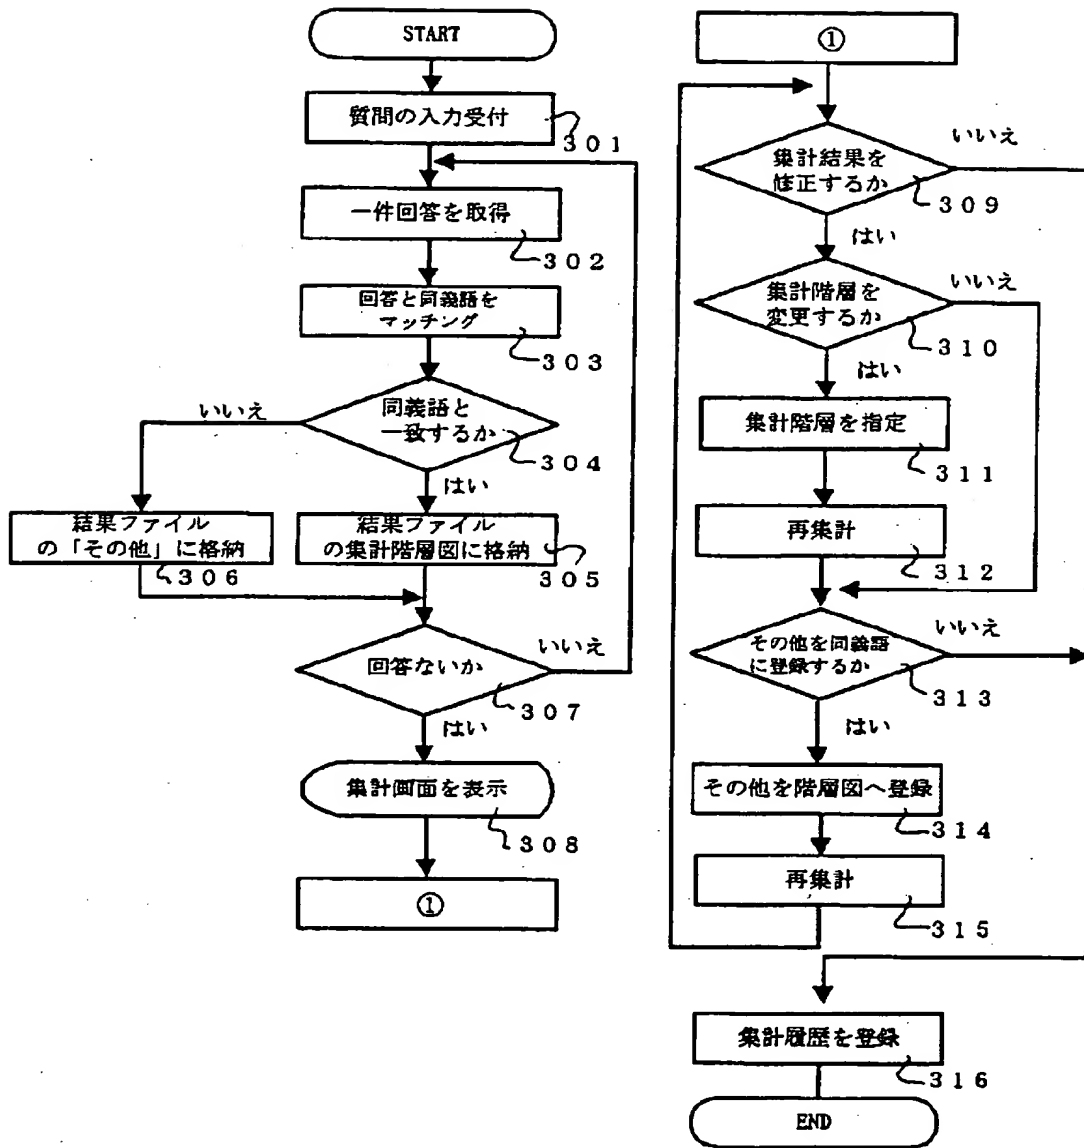 START
質問の入力受付
301
一件回答を取得
302
回答と同義語を
マッチング
303
同義語と
一致するか
304
いいえ
はい
結果ファイル
の「その他」に格納
306
結果ファイル
の集計階層図に格納
305
回答ないか
307
いいえ
はい
集計画面を表示
308
①
①
集計結果を
修正するか
309
いいえ
はい
集計階層を
変更するか
310
いいえ
はい
集計階層を指定
311
再集計
312
その他を同義語
に登録するか
313
いいえ
はい
その他を階層図へ登録
314
再集計
315
集計履歴を登録
316
END